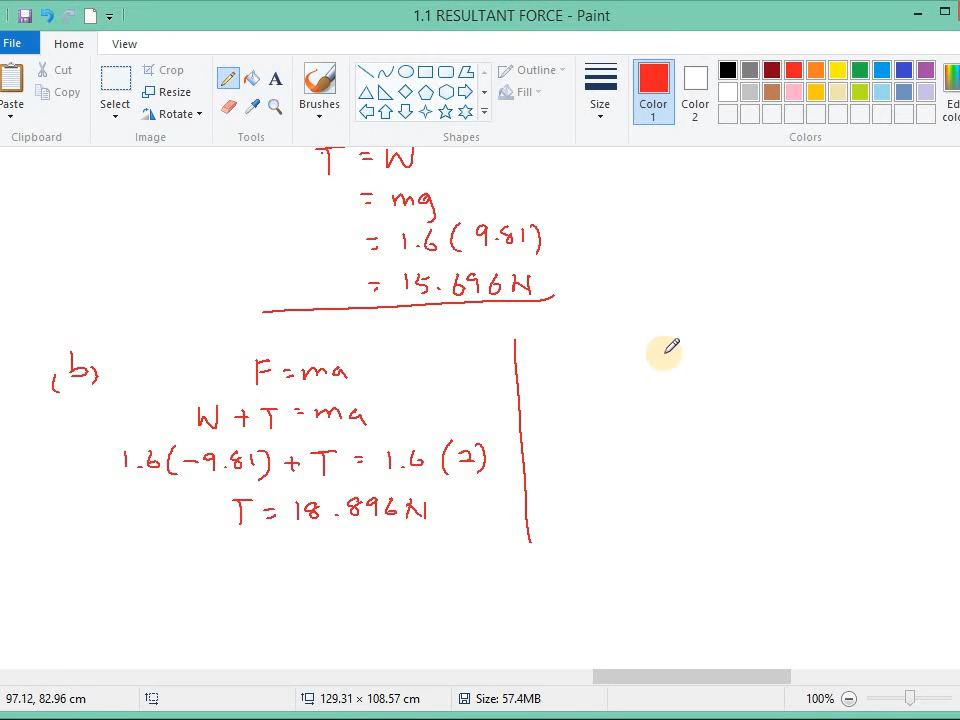 1.1 RESULTANT FORCE - Paint
File Home View
Paste
Cut
Copy
Clipboard
Select
Crop
Resize
Rotate
Image
A
Tools
Brushes
Shapes
Outline
Fill
Size
Color 1
Color 2
Colors
T = W
= mg
= 1.6 ( 9.81)
= 15.696N
(b)
F = ma
W + T = ma
1.6(-9.81) + T = 1.6 (2)
T = 18.896N
97.12, 82.96 cm
129.31 × 108.57 cm
Size: 57.4MB
100%